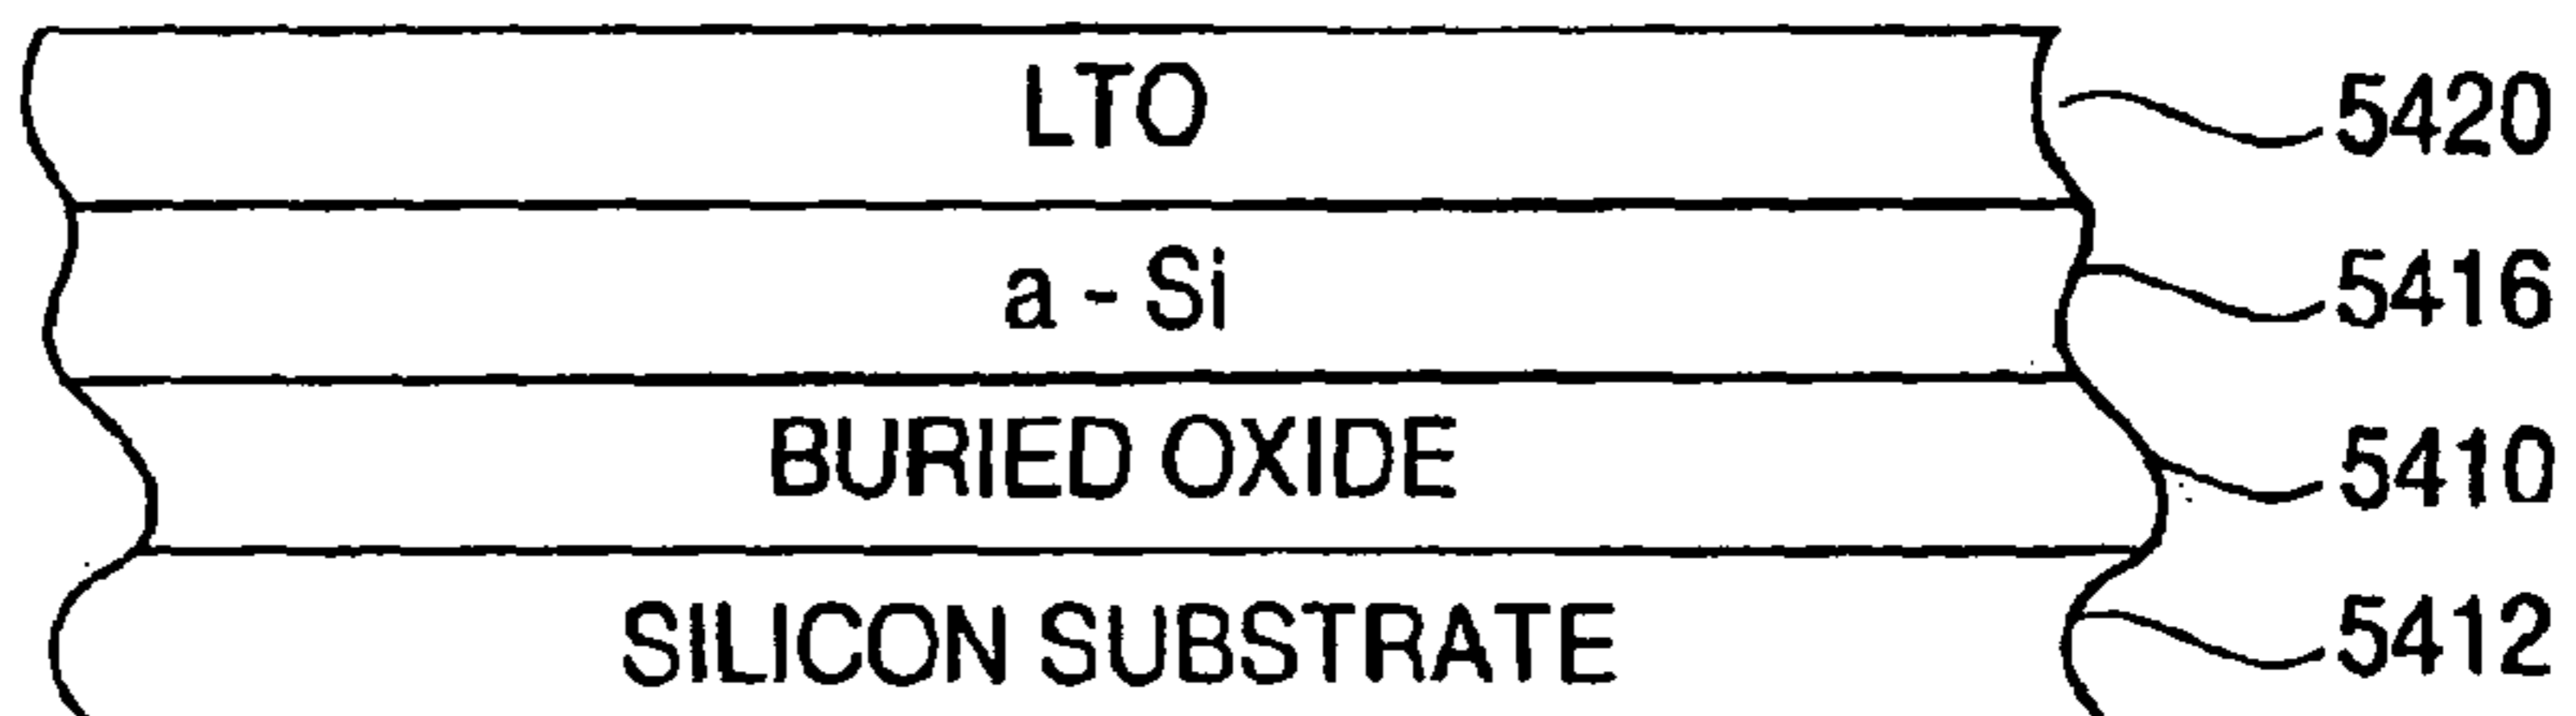 LTO 5420
a - Si 5416
BURIED OXIDE 5410
SILICON SUBSTRATE 5412